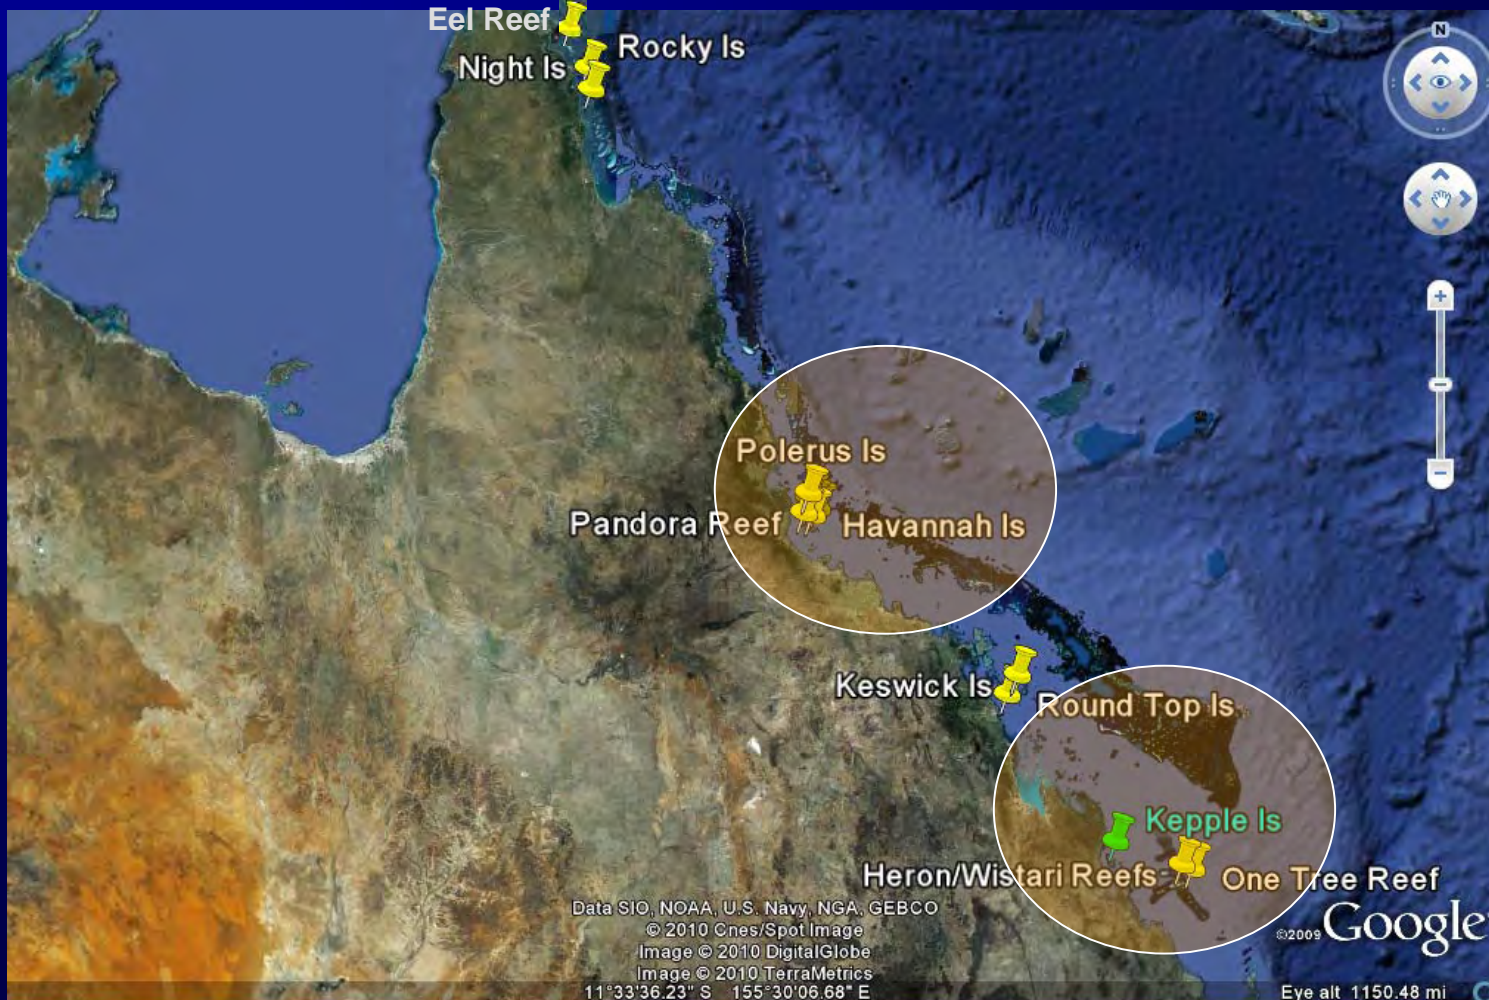 Eel Reef
N
Rocky Is
Night Is
Polerus Is
Pandora Reef
Havannah Is
Keswick Is
Round Top Is
Kepple Is
Heron/Wistari Reefs
One Tree Reef
Data SIO, NOAA, U.S. Navy, NGA, GEBCO
© 2010 Cnes/Spot Image
Image © 2010 DigitalGlobe
Image © 2010 TerraMetrics
©2009 Google
11°33'36.23" S 155°30'06.68" E
Eye alt 1150.48 mi